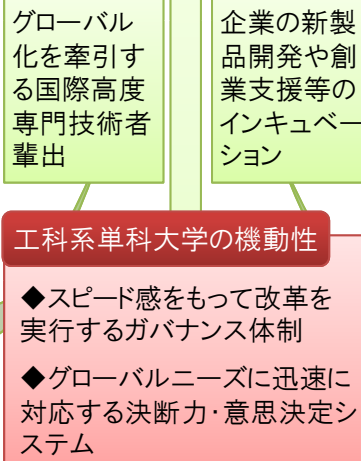 グローバル
化を牽引す
る国際高度
専門技術者
輩出
企業の新製
品開発や創
業支援等の
インキュベー
ション
工科系単科大学の機動性
◆スピード感をもって改革を
実行するガバナンス体制
◆グローバルニーズに迅速に
対応する決断力・意思決定シ
ステム